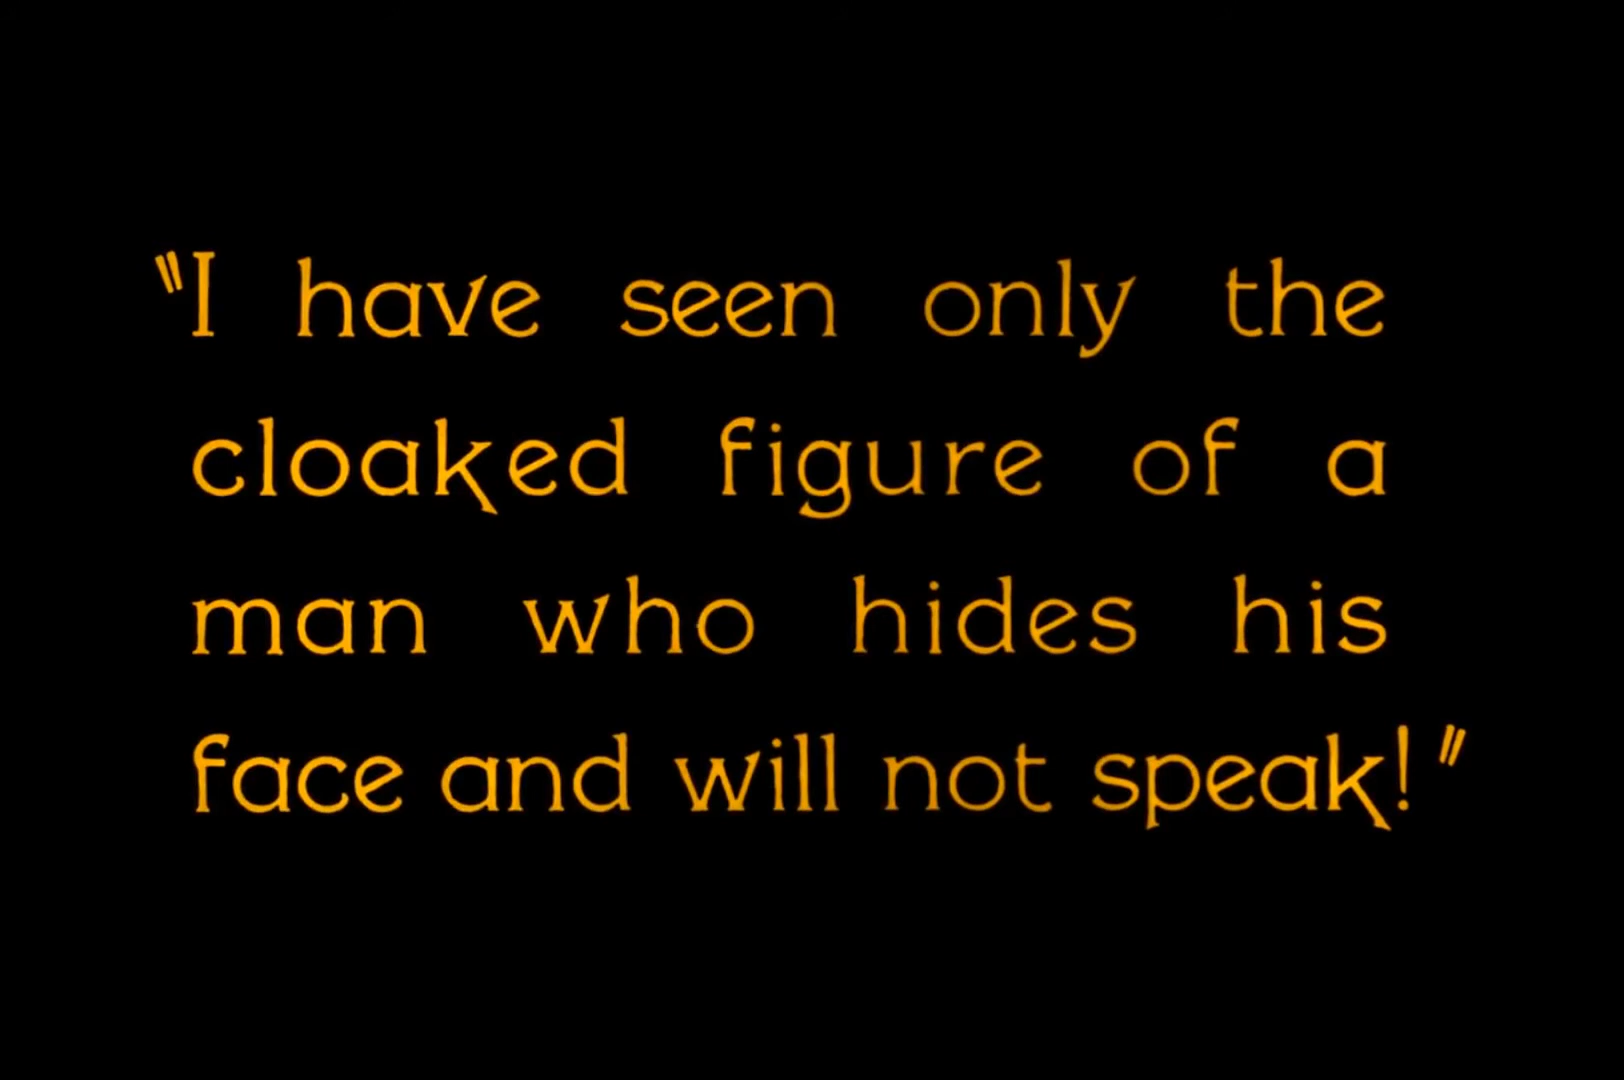 "I have seen only the
cloaked figure of a
man who hides his
face and will not speak!"